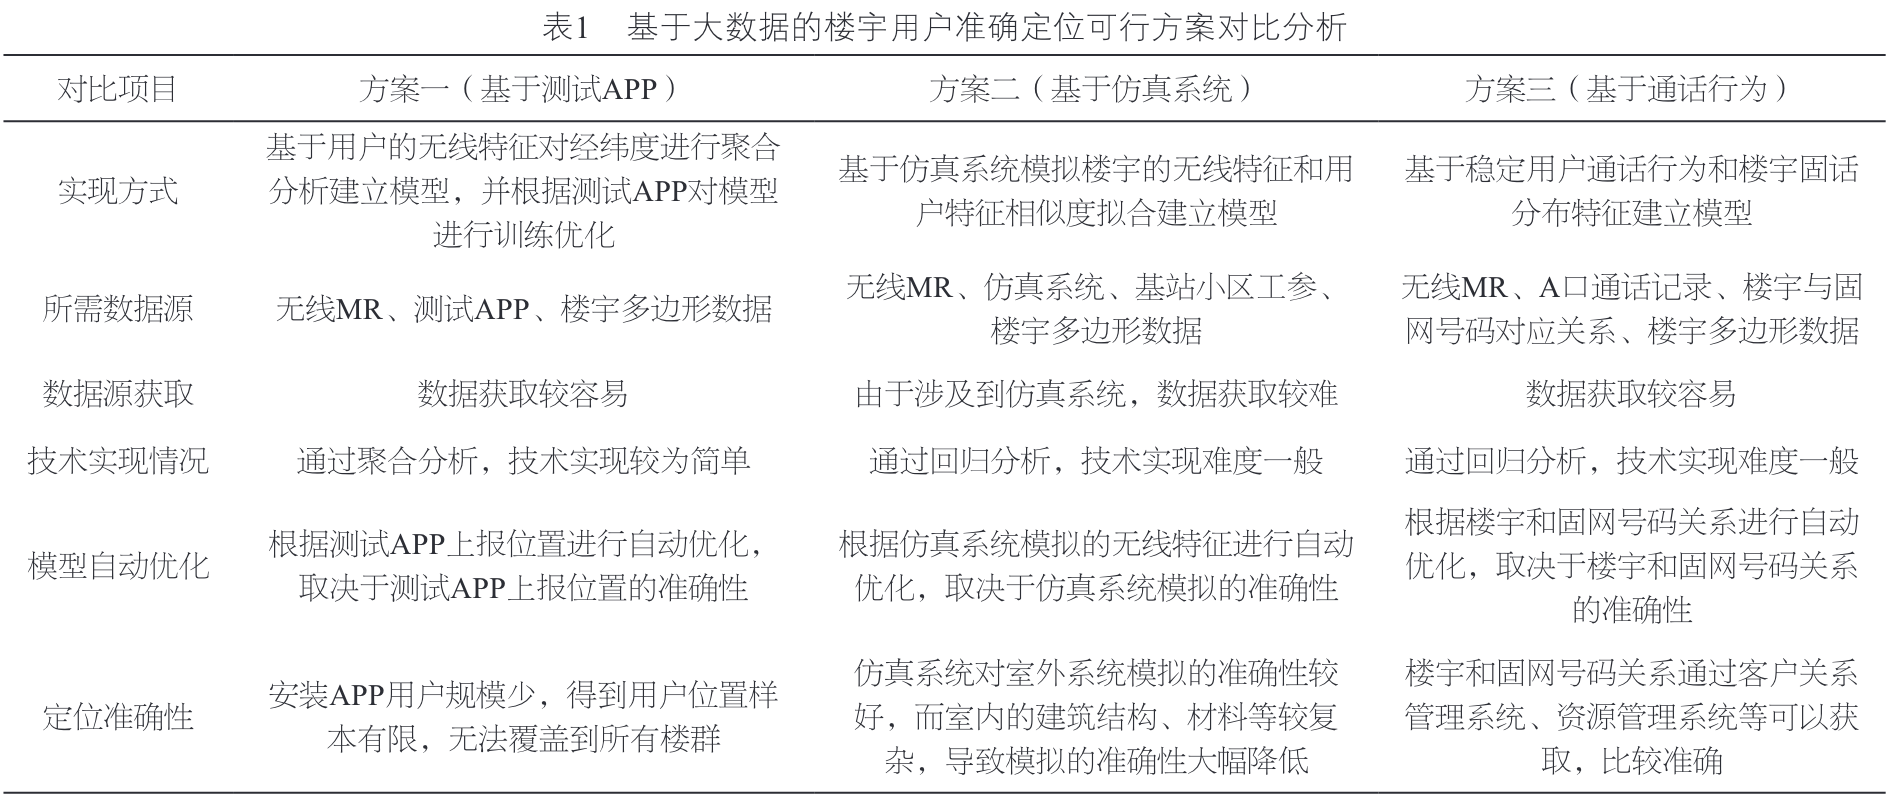 表1 基于大数据的楼宇用户准确定位可行方案对比分析
对比项目 方案一（基于测试APP） 方案二（基于仿真系统） 方案三（基于通话行为）
实现方式
基于用户的无线特征对经纬度进行聚合
分析建立模型，并根据测试APP对模型
进行训练优化
基于仿真系统模拟楼宇的无线特征和用
户特征相似度拟合建立模型
基于稳定用户通话行为和楼宇固话
分布特征建立模型
所需数据源
无线MR、测试APP、楼宇多边形数据
无线MR、仿真系统、基站小区工参、
楼宇多边形数据
无线MR、A口通话记录、楼宇与固
网号码对应关系、楼宇多边形数据
数据源获取 数据获取较容易 由于涉及到仿真系统，数据获取较难 数据获取较容易
技术实现情况 通过聚合分析，技术实现较为简单 通过回归分析，技术实现难度一般 通过回归分析，技术实现难度一般
模型自动优化
根据测试APP上报位置进行自动优化，
取决于测试APP上报位置的准确性
根据仿真系统模拟的无线特征进行自动
优化，取决于仿真系统模拟的准确性
根据楼宇和固网号码关系进行自动
优化，取决于楼宇和固网号码关系
的准确性
定位准确性
安装APP用户规模少，得到用户位置样
本有限，无法覆盖到所有楼群
仿真系统对室外系统模拟的准确性较
好，而室内的建筑结构、材料等较复
杂，导致模拟的准确性大幅降低
楼宇和固网号码关系通过客户关系
管理系统、资源管理系统等可以获
取，比较准确